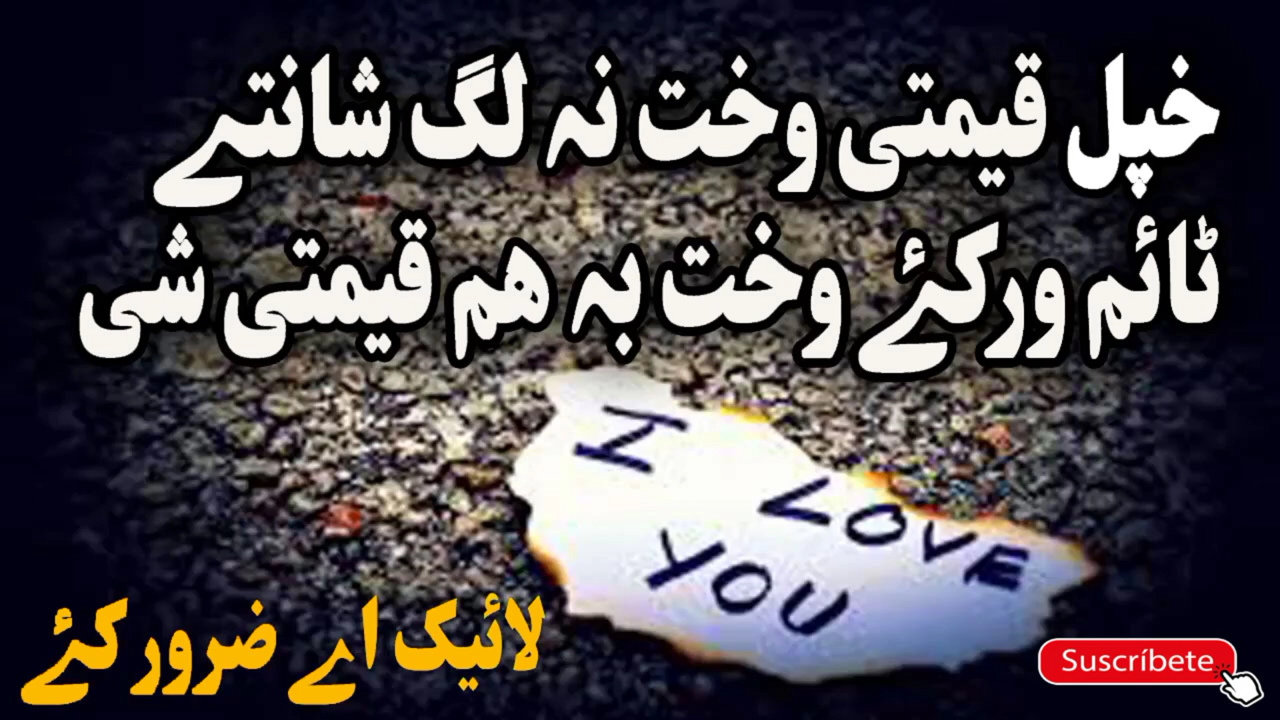 خپل قیمتی وخت نہ لگ شانتے
ٹائم ورکئے وخت بہ ھم قیمتی شی
I LOVE
YOU
لائیک اے ضرور کئے
Suscríbete